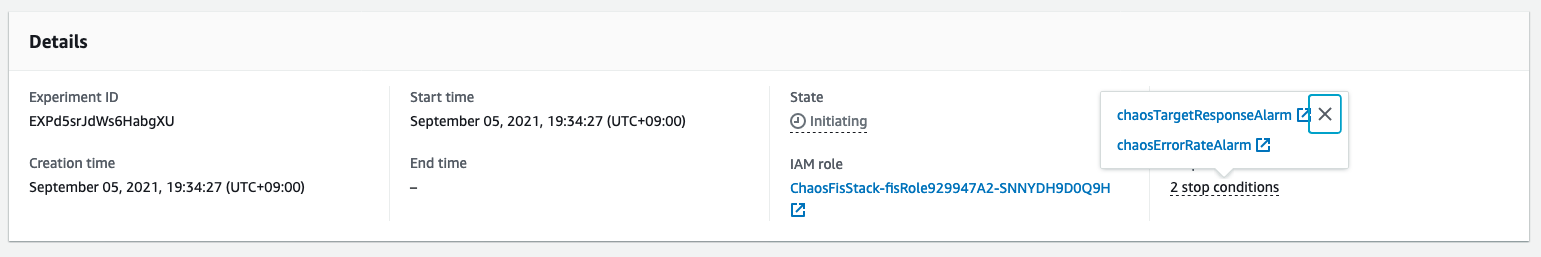 Details
Experiment ID
EXPd5srJdWs6HabgXU
Creation time
September 05, 2021, 19:34:27 (UTC+09:00)
Start time
September 05, 2021, 19:34:27 (UTC+09:00)
End time
–
State
Initiating
IAM role
ChaosFisStack-fisRole929947A2-SNNYDH9D0Q9H
chaosTargetResponseAlarm
chaosErrorRateAlarm
2 stop conditions